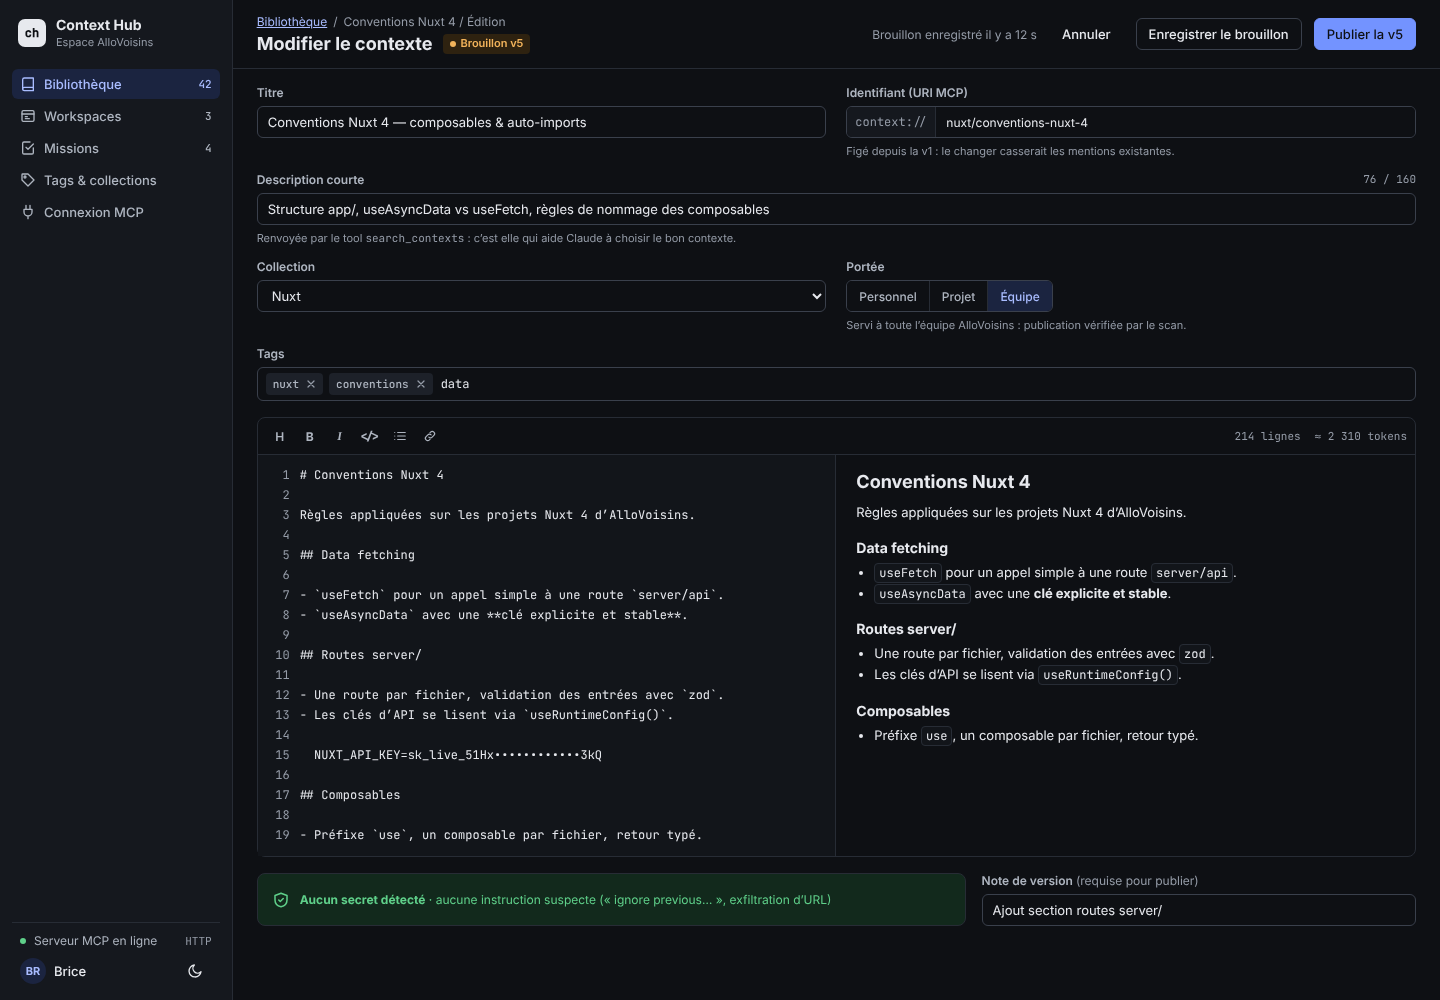 ch
Context Hub
Espace AlloVoisins
Bibliothèque 42
Workspaces 3
Missions 4
Tags & collections
Connexion MCP
Serveur MCP en ligne HTTP
BR Brice
Bibliothèque / Conventions Nuxt 4 / Édition
Modifier le contexte Brouillon v5
Brouillon enregistré il y a 12 s Annuler Enregistrer le brouillon Publier la v5
Titre
Conventions Nuxt 4 — composables & auto-imports
Identifiant (URI MCP)
context:// nuxt/conventions-nuxt-4
Figé depuis la v1 : le changer casserait les mentions existantes.
Description courte 76 / 160
Structure app/, useAsyncData vs useFetch, règles de nommage des composables
Renvoyée par le tool search_contexts : c’est elle qui aide Claude à choisir le bon contexte.
Collection
Nuxt
Portée
Personnel Projet Équipe
Servi à toute l’équipe AlloVoisins : publication vérifiée par le scan.
Tags
nuxt conventions data
H B I </> 214 lignes ≈ 2 310 tokens
1 # Conventions Nuxt 4
2
3 Règles appliquées sur les projets Nuxt 4 d’AlloVoisins.
4
5 ## Data fetching
6
7 - `useFetch` pour un appel simple à une route `server/api`.
8 - `useAsyncData` avec une **clé explicite et stable**.
9
10 ## Routes server/
11
12 - Une route par fichier, validation des entrées avec `zod`.
13 - Les clés d’API se lisent via `useRuntimeConfig()`.
14
15 NUXT_API_KEY=sk_live_51Hx••••••••••••3kQ
16
17 ## Composables
18
19 - Préfixe `use`, un composable par fichier, retour typé.
Conventions Nuxt 4
Règles appliquées sur les projets Nuxt 4 d’AlloVoisins.
Data fetching
• useFetch pour un appel simple à une route server/api.
• useAsyncData avec une clé explicite et stable.
Routes server/
• Une route par fichier, validation des entrées avec zod.
• Les clés d’API se lisent via useRuntimeConfig().
Composables
• Préfixe use, un composable par fichier, retour typé.
Aucun secret détecté · aucune instruction suspecte (« ignore previous… », exfiltration d’URL)
Note de version (requise pour publier)
Ajout section routes server/